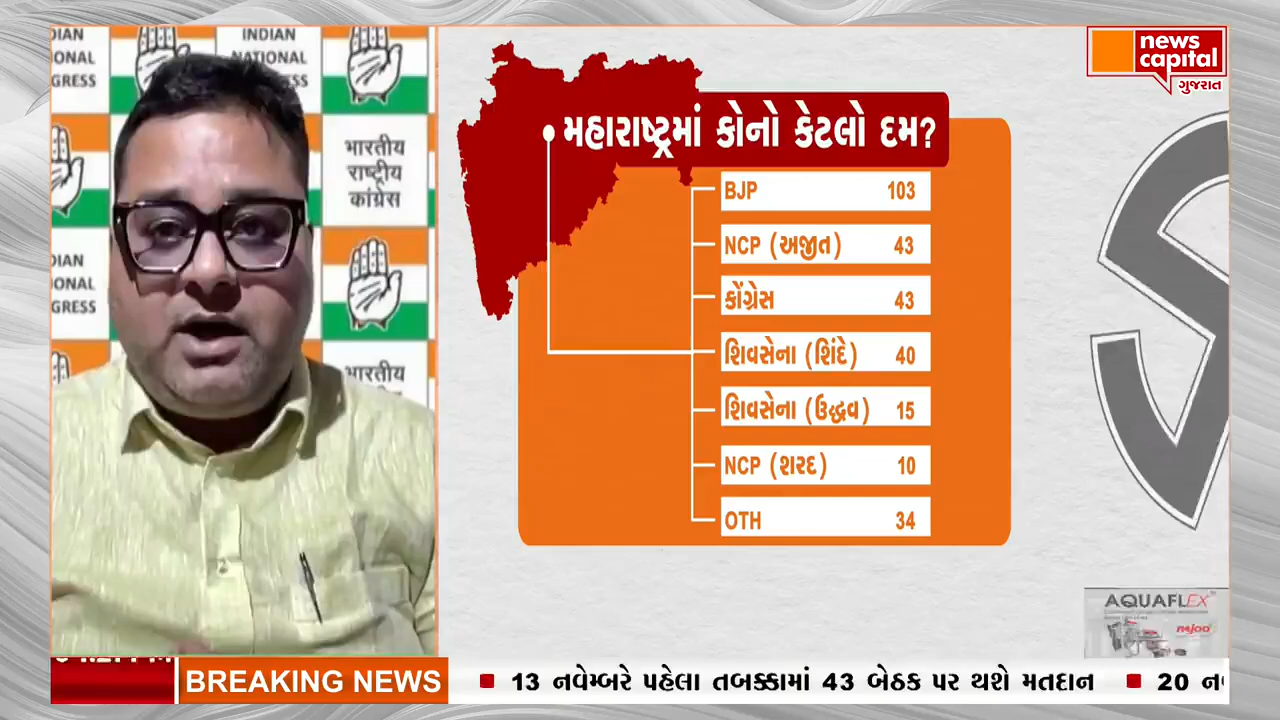 INDIAN
NATIONAL
CONGRESS
भारतीय
राष्ट्रीय
कांग्रेस
भारतीय
news
capital
ગુજરાત
મહારાષ્ટ્રમાં કોનો કેટલો દમ?
BJP 103
NCP (અજીત) 43
કોંગ્રેસ 43
શિવસેના (શિંદે) 40
શિવસેના (ઉદ્ધવ) 15
NCP (શરદ) 10
OTH 34
AQUAFLEX
BREAKING NEWS
13 નવેમ્બરે પહેલા તબક્કામાં 43 બેઠક પર થશે મતદાન
20